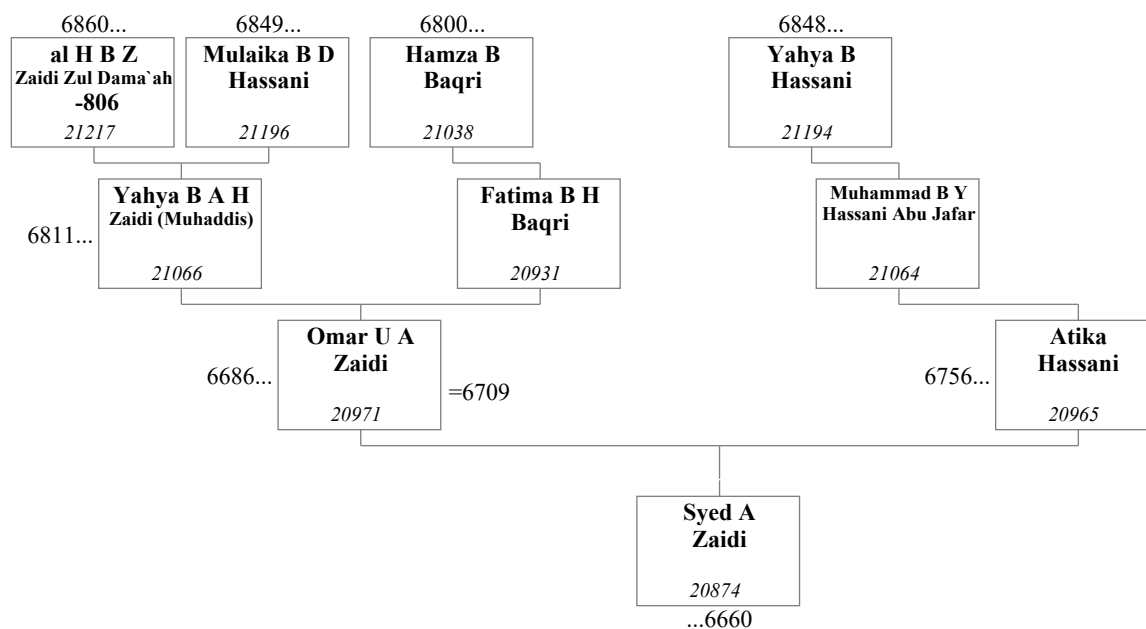 6860...
al H B Z
Zaidi Zul Dama`ah
-806
21217
6849...
Mulaika B D
Hassani
21196
6800...
Hamza B
Baqri
21038
6848...
Yahya B
Hassani
21194
6811...
Yahya B A H
Zaidi (Muhaddis)
21066
Fatima B H
Baqri
20931
Muhammad B Y
Hassani Abu Jafar
21064
6686...
Omar U A
Zaidi
20971
=6709
6756...
Atika
Hassani
20965
Syed A
Zaidi
20874
...6660